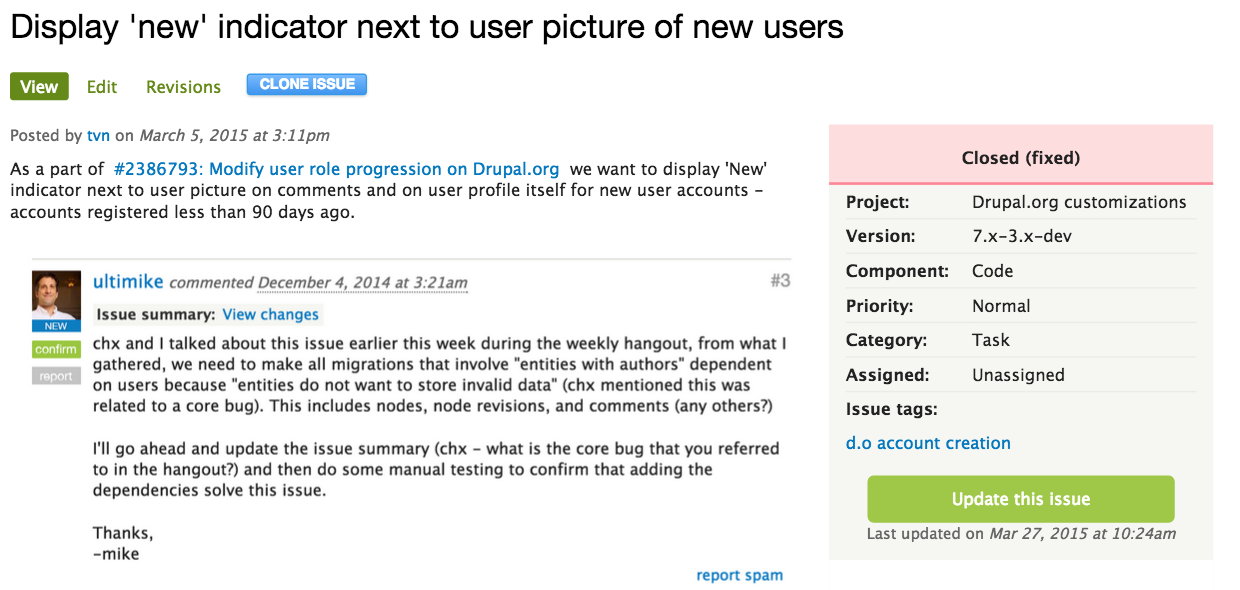 Display 'new' indicator next to user picture of new users
View Edit Revisions CLONE ISSUE
Posted by tvn on March 5, 2015 at 3:11pm
As a part of #2386793: Modify user role progression on Drupal.org we want to display 'New'
indicator next to user picture on comments and on user profile itself for new user accounts –
accounts registered less than 90 days ago.
ultimike commented December 4, 2014 at 3:21am #3
Issue summary: View changes
NEW
confirm
report
chx and I talked about this issue earlier this week during the weekly hangout, from what I
gathered, we need to make all migrations that involve "entities with authors" dependent
on users because "entities do not want to store invalid data" (chx mentioned this was
related to a core bug). This includes nodes, node revisions, and comments (any others?)
I'll go ahead and update the issue summary (chx – what is the core bug that you referred
to in the hangout?) and then do some manual testing to confirm that adding the
dependencies solve this issue.
Thanks,
–mike
report spam
Closed (fixed)
Project: Drupal.org customizations
Version: 7.x-3.x-dev
Component: Code
Priority: Normal
Category: Task
Assigned: Unassigned
Issue tags:
d.o account creation
Update this issue
Last updated on Mar 27, 2015 at 10:24am